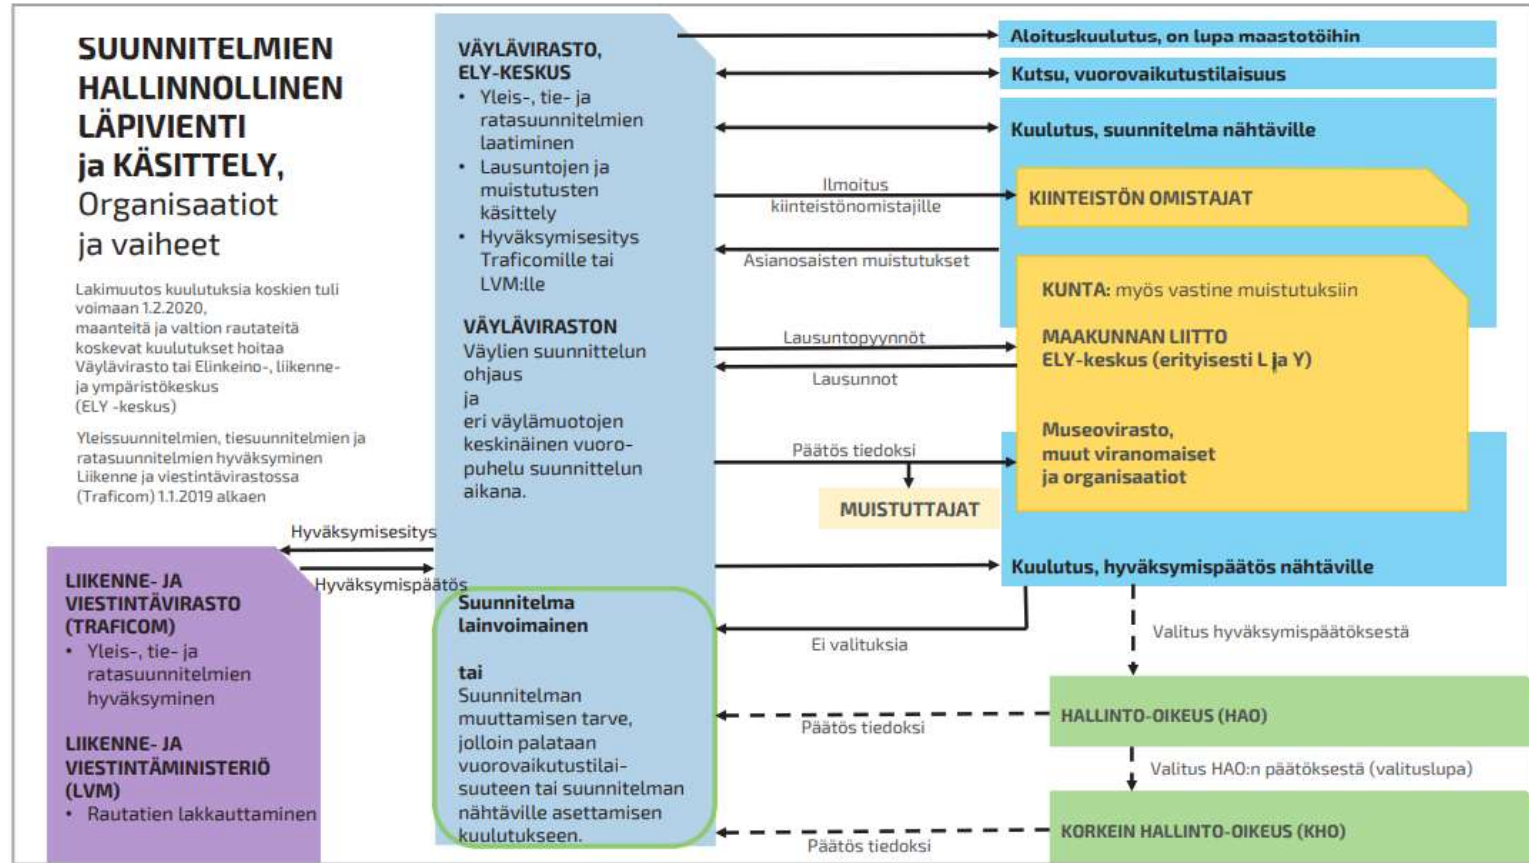 SUUNNITELMIEN
HALLINNOLLINEN
LÄPIVIENTI
ja KÄSITTELY,
Organisaatiot
ja vaiheet
Lakimuutos kuulutuksia koskien tuli
voimaan 1.2.2020,
maanteitä ja valtion rautateitä
koskevat kuulutukset hoitaa
Väylävirasto tai Elinkeino-, liikenne-
ja ympäristökeskus
(ELY -keskus)
Yleissuunnitelmien, tiesuunnitelmien ja
ratasuunnitelmien hyväksyminen
Liikenne ja viestintävirastossa
(Traficom) 1.1.2019 alkaen
Hyväksymisesitys
Hyväksymispäätös
LIIKENNE- JA
VIESTINTÄVIRASTO
(TRAFICOM)
• Yleis-, tie- ja
ratasuunnitelmien
hyväksyminen
LIIKENNE- JA
VIESTINTÄMINISTERIÖ
(LVM)
• Rautatien lakkauttaminen
VÄYLÄVIRASTO,
ELY-KESKUS
• Yleis-, tie- ja
ratasuunnitelmien
laatiminen
• Lausuntojen ja
muistutusten
käsittely
• Hyväksymisesitys
Traficomille tai
LVM:lle
VÄYLÄVIRASTON
Väylien suunnittelun
ohjaus
ja
eri väylämuotojen
keskinäinen vuoro-
puhelu suunnittelun
aikana.
Suunnitelma
lainvoimainen
tai
Suunnitelman
muuttamisen tarve,
jolloin palataan
vuorovaikutustilai-
suuteen tai suunnitelman
nähtäville asettamisen
kuulutukseen.
Ilmoitus
kiinteistönomistajille
Asianosaisten muistutukset
Lausuntopyynnöt
Lausunnot
Päätös tiedoksi
MUISTUTTAJAT
Ei valituksia
Päätös tiedoksi
Päätös tiedoksi
Aloituskuulutus, on lupa maastotöihin
Kutsu, vuorovaikutustilaisuus
Kuulutus, suunnitelma nähtäville
KIINTEISTÖN OMISTAJAT
KUNTA: myös vastine muistutuksiin
MAAKUNNAN LIITTO
ELY-keskus (erityisesti L ja Y)
Museovirasto,
muut viranomaiset
ja organisaatiot
Kuulutus, hyväksymispäätös nähtäville
Valitus hyväksymispäätöksestä
HALLINTO-OIKEUS (HAO)
Valitus HAO:n päätöksestä (valituslupa)
KORKEIN HALLINTO-OIKEUS (KHO)